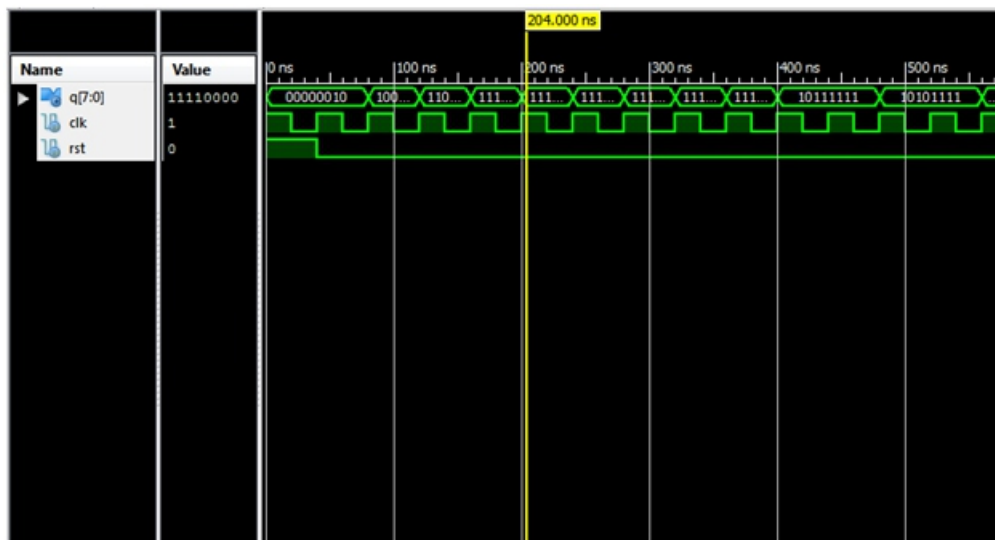 204.000 ns
Name Value 0 ns 100 ns 200 ns 300 ns 400 ns 500 ns
q[7:0] 11110000 00000010 100... 110... 111... 111... 111... 111... 111... 111... 10111111 10101111 ...
clk 1
rst 0